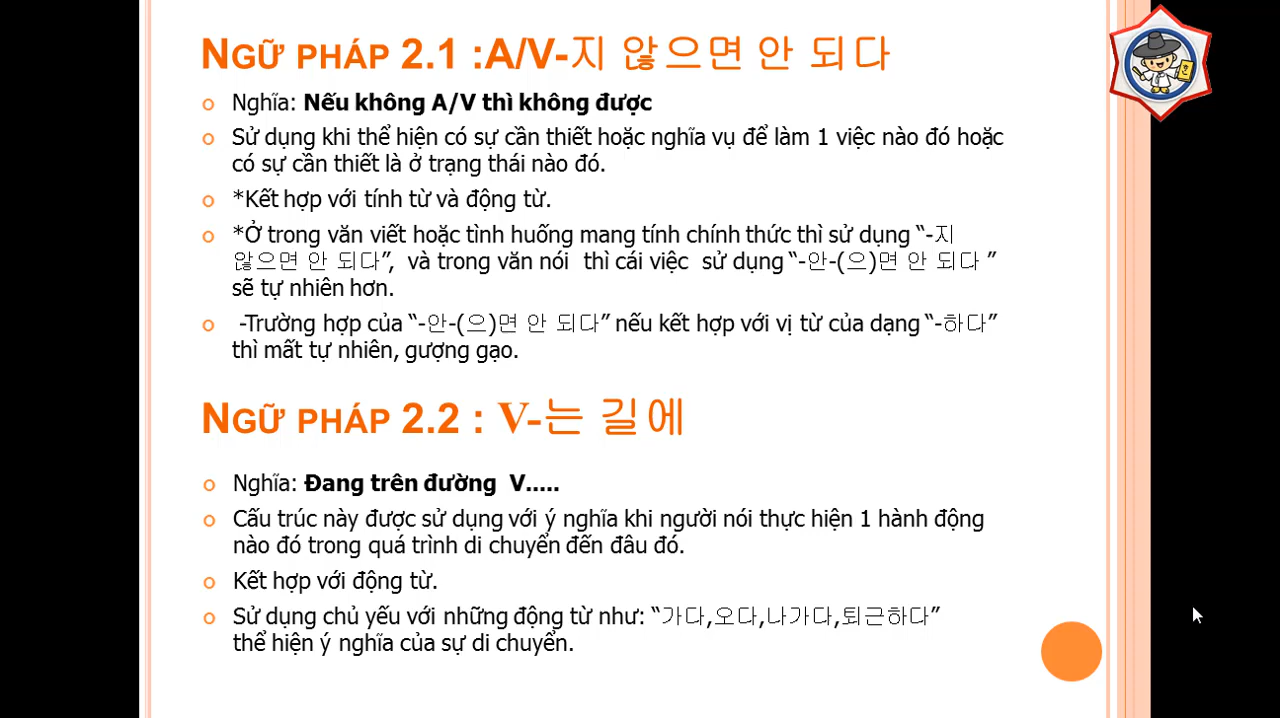 NGỮ PHÁP 2.1 :A/V-지 않으면 안 되다
Nghĩa: Nếu không A/V thì không được
Sử dụng khi thể hiện có sự cần thiết hoặc nghĩa vụ để làm 1 việc nào đó hoặc
có sự cần thiết là ở trạng thái nào đó.
*Kết hợp với tính từ và động từ.
*Ở trong văn viết hoặc tình huống mang tính chính thức thì sử dụng “-지
않으면 안 되다”, và trong văn nói thì cái việc sử dụng “-안-(으)면 안 되다 ”
sẽ tự nhiên hơn.
-Trường hợp của “-안-(으)면 안 되다” nếu kết hợp với vị từ của dạng “-하다”
thì mất tự nhiên, gượng gạo.
NGỮ PHÁP 2.2 : V-는 길에
Nghĩa: Đang trên đường V.....
Cấu trúc này được sử dụng với ý nghĩa khi người nói thực hiện 1 hành động
nào đó trong quá trình di chuyển đến đâu đó.
Kết hợp với động từ.
Sử dụng chủ yếu với những động từ như: “가다,오다,나가다,퇴근하다”
thể hiện ý nghĩa của sự di chuyển.